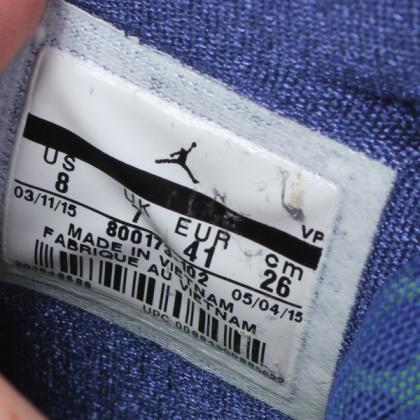 VP
US UK EUR cm
8 7 41 26
03/11/15 05/04/15
MADE IN VIETNAM
FABRIQUE AU VIETNAM
UPC